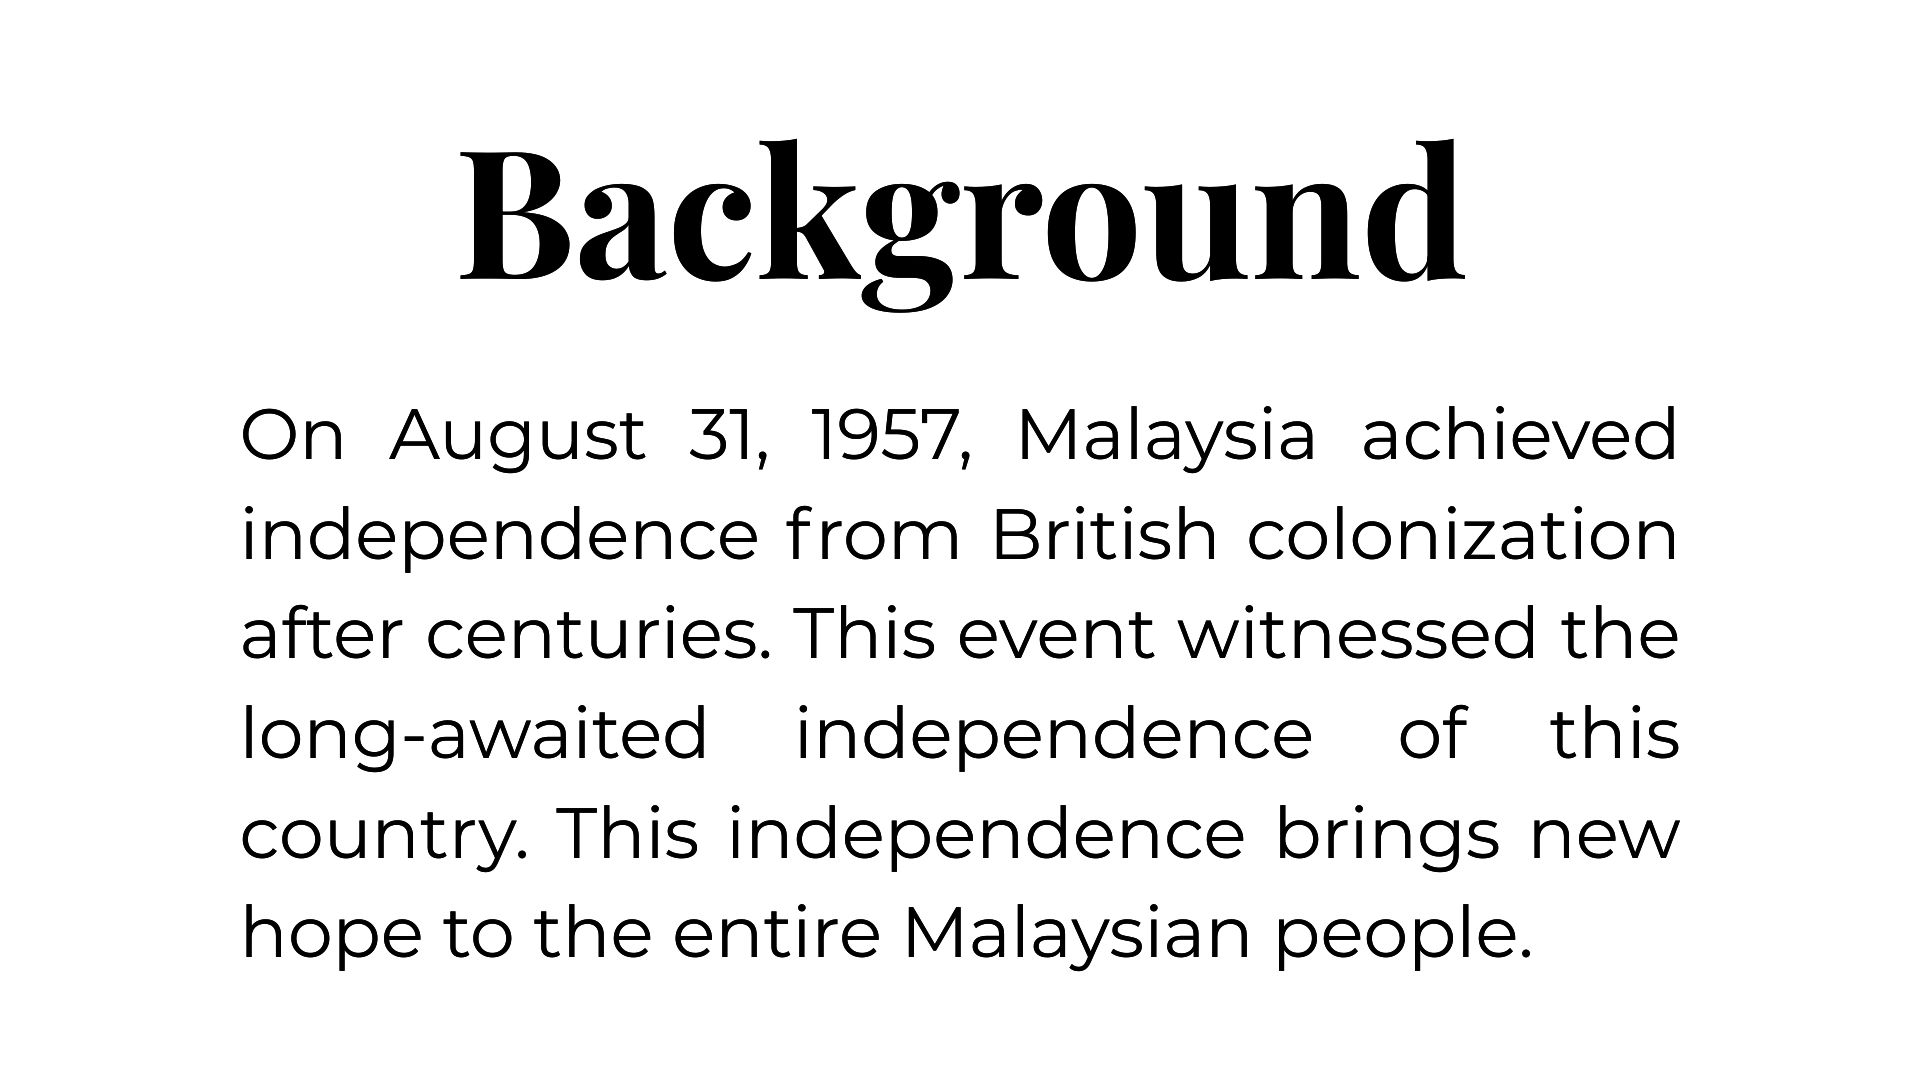 Background
On August 31, 1957, Malaysia achieved
independence from British colonization
after centuries. This event witnessed the
long-awaited independence of this
country. This independence brings new
hope to the entire Malaysian people.